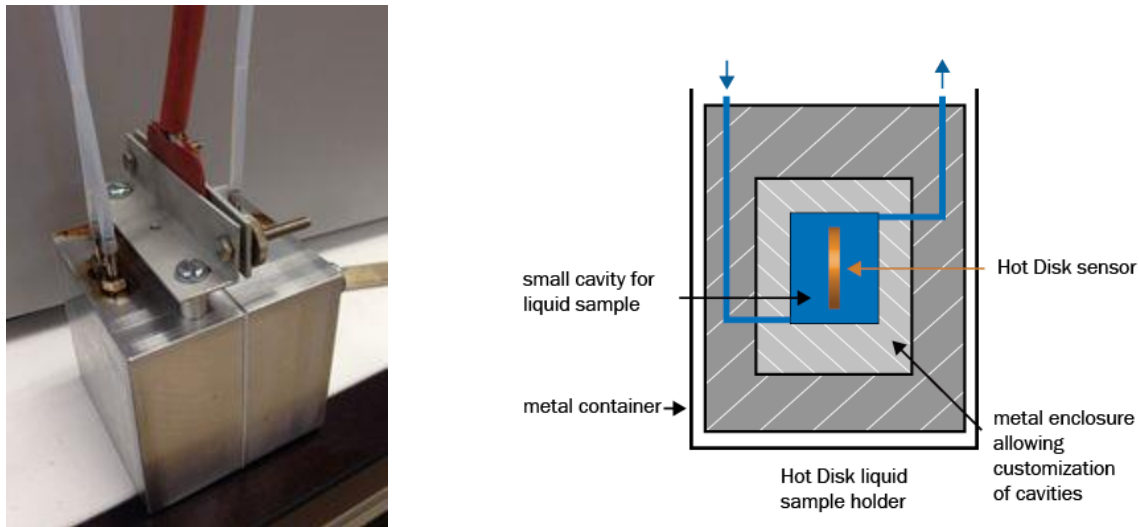 small cavity for
liquid sample
Hot Disk sensor
metal container
metal enclosure
allowing
customization
of cavities
Hot Disk liquid
sample holder